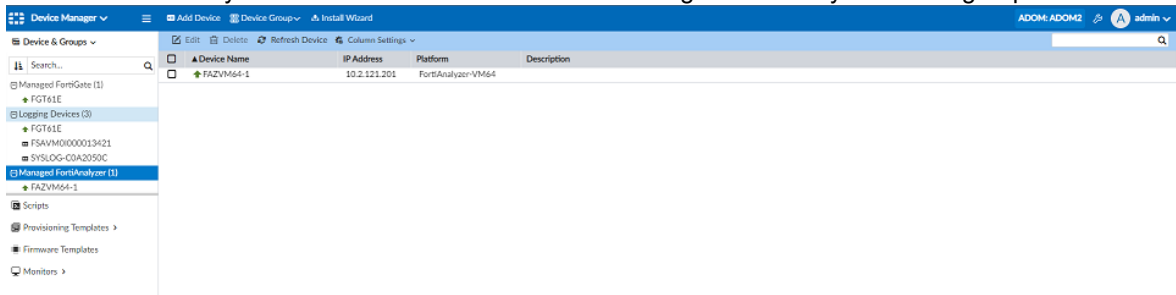 Device Manager
Add Device Device Group Install Wizard
ADOM: ADOM2 A admin
Device & Groups
Edit Delete Refresh Device Column Settings
Search...
Device Name IP Address Platform Description
FAZVM64-1 10.2.121.201 FortiAnalyzer-VM64
Managed FortiGate (1)
FGT61E
Logging Devices (3)
FGT61E
FSAVM0I000013421
SYSLOG-C0A2050C
Managed FortiAnalyzer (1)
FAZVM64-1
Scripts
Provisioning Templates >
Firmware Templates
Monitors >